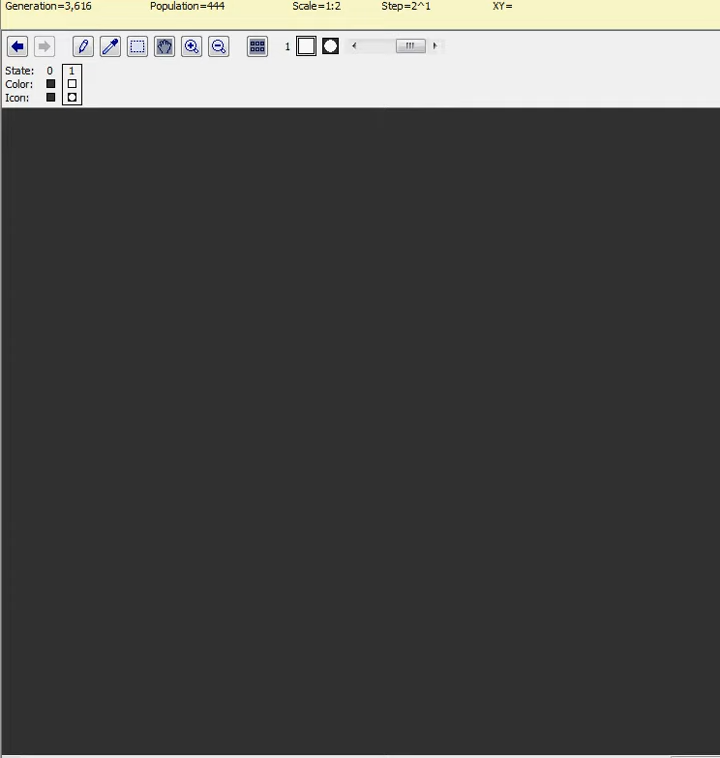 Generation=3,616 Population=444 Scale=1:2 Step=2^1 XY=
1
State: 0 1
Color:
Icon: